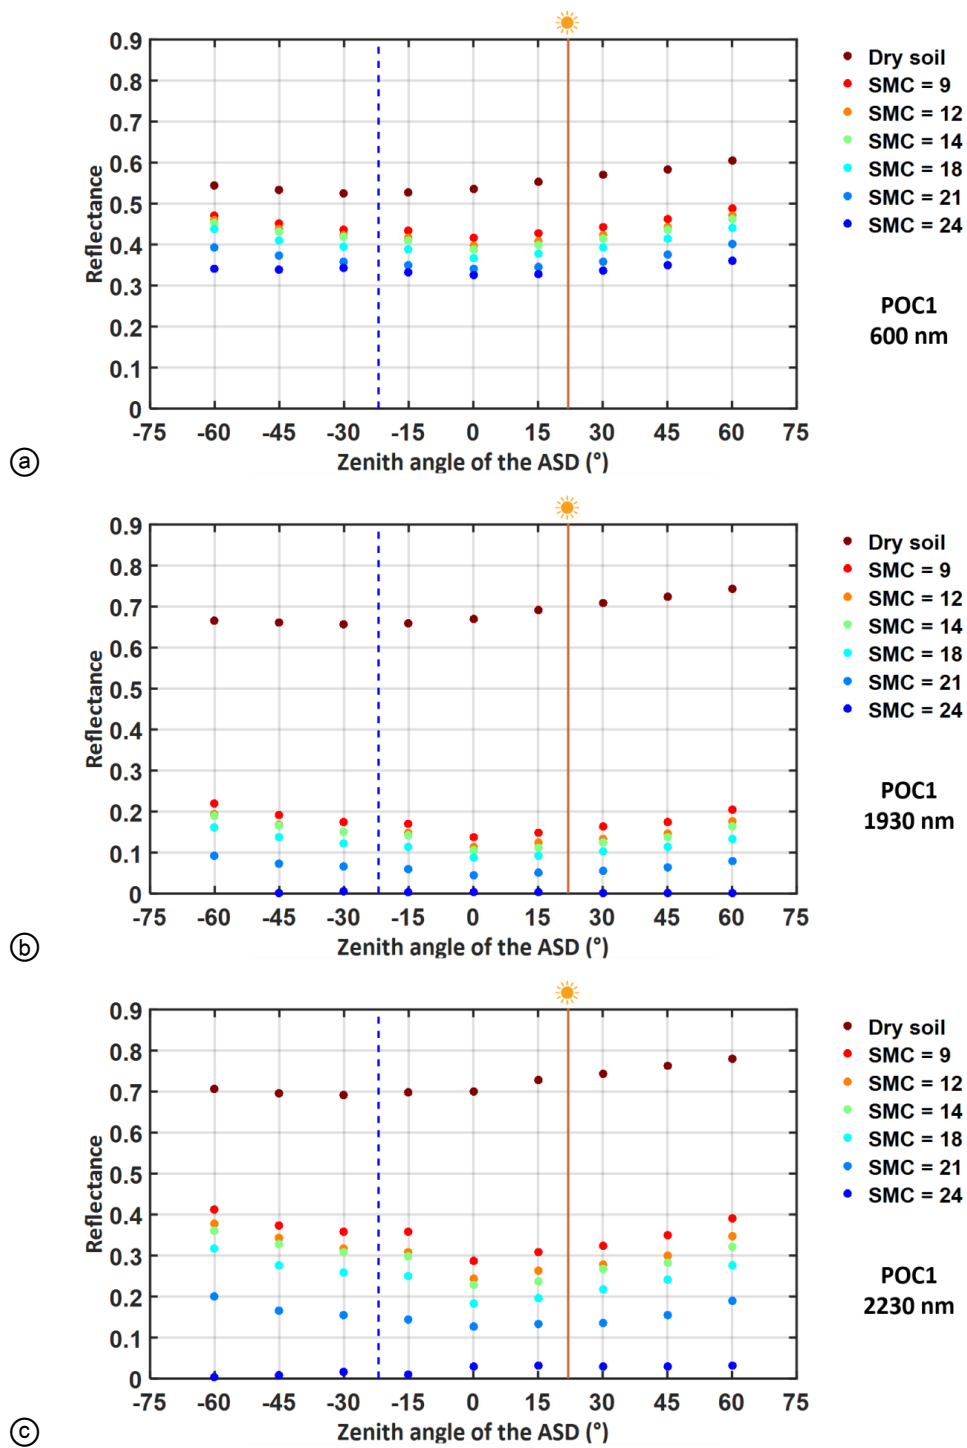 0.9
0.8
0.7
0.6
0.5
0.4
0.3
0.2
0.1
0
Reflectance
-75 -60 -45 -30 -15 0 15 30 45 60 75
Zenith angle of the ASD (°)
Dry soil
SMC = 9
SMC = 12
SMC = 14
SMC = 18
SMC = 21
SMC = 24
POC1
600 nm
a
0.9
0.8
0.7
0.6
0.5
0.4
0.3
0.2
0.1
0
Reflectance
-75 -60 -45 -30 -15 0 15 30 45 60 75
Zenith angle of the ASD (°)
Dry soil
SMC = 9
SMC = 12
SMC = 14
SMC = 18
SMC = 21
SMC = 24
POC1
1930 nm
b
0.9
0.8
0.7
0.6
0.5
0.4
0.3
0.2
0.1
0
Reflectance
-75 -60 -45 -30 -15 0 15 30 45 60 75
Zenith angle of the ASD (°)
Dry soil
SMC = 9
SMC = 12
SMC = 14
SMC = 18
SMC = 21
SMC = 24
POC1
2230 nm
c